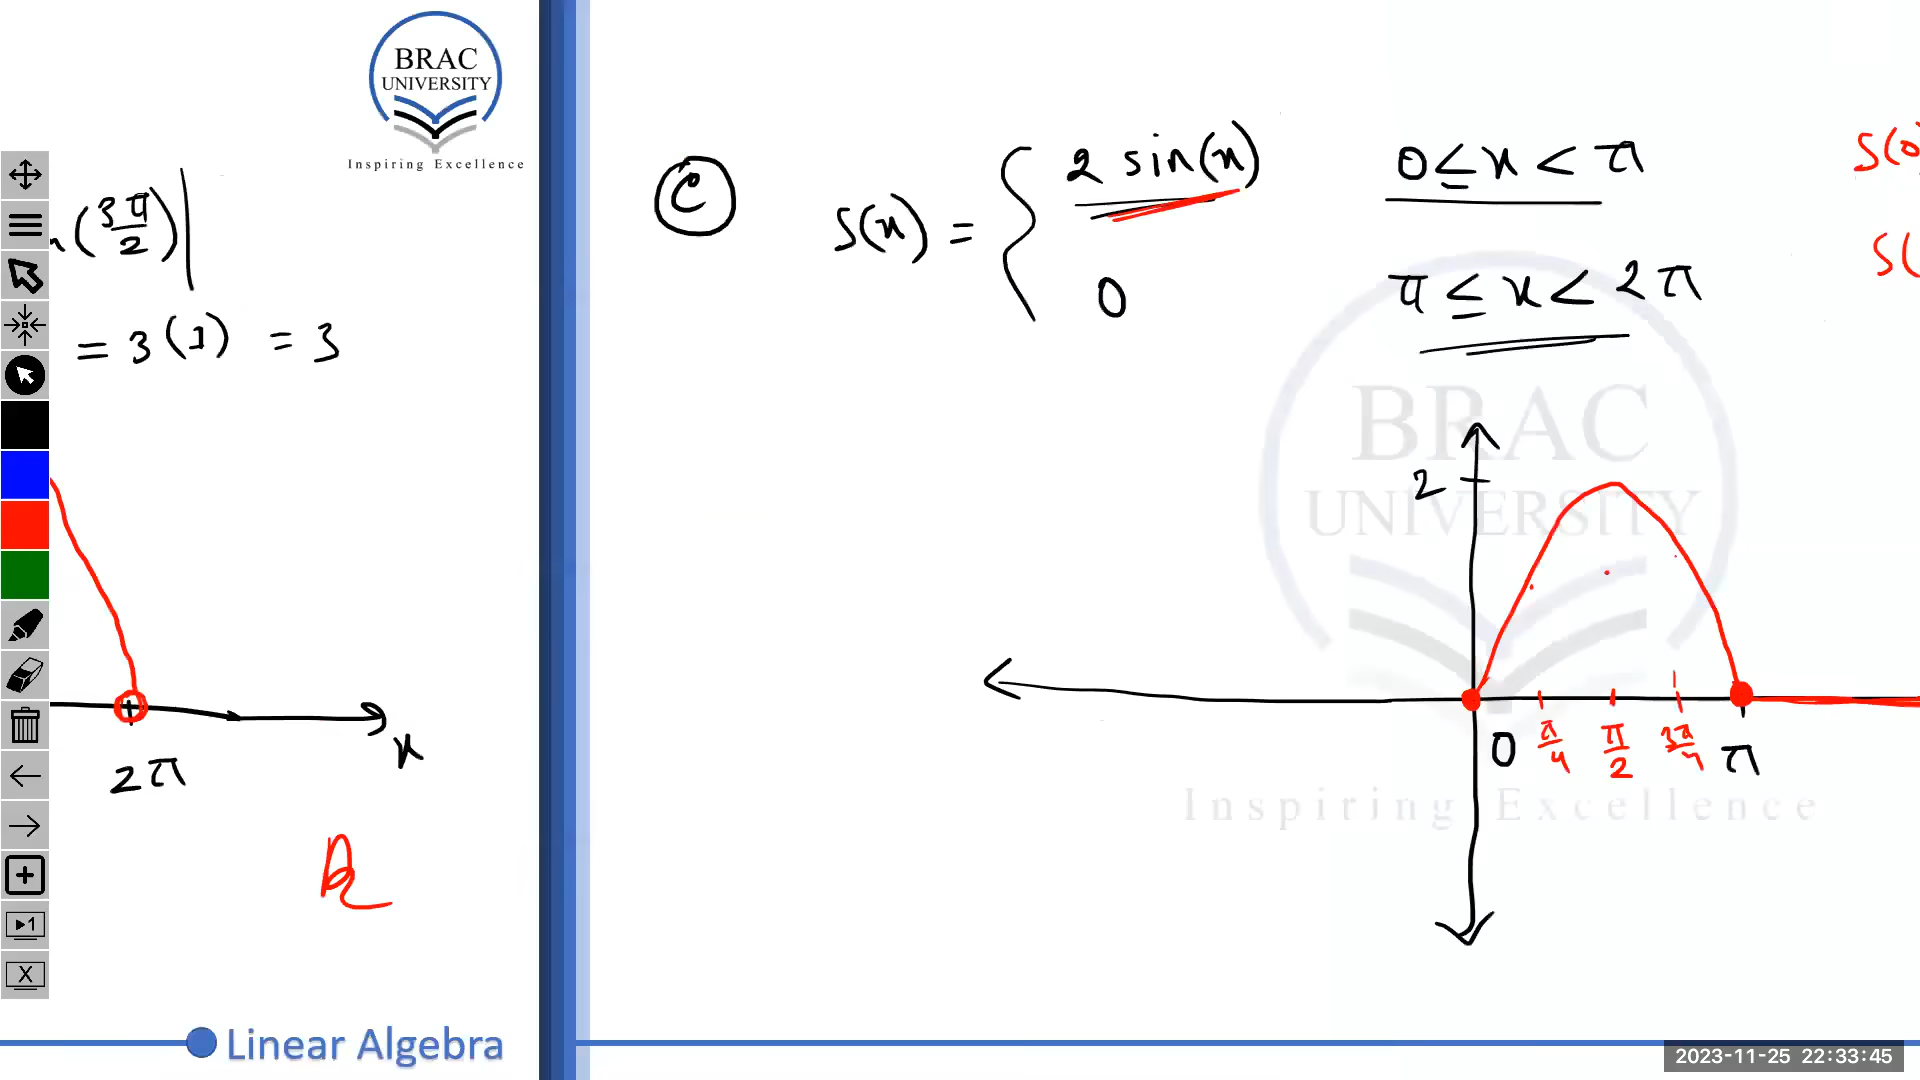 BRAC
UNIVERSITY
Inspiring Excellence
(3π/2)|
= 3 (1) = 3
2π
x
Linear Algebra
C
S(x) = { 2 sin(x) 0 ≤ x < π
0 π ≤ x < 2π
S(0
S(
BRAC
UNIVERSITY
Inspiring Excellence
2
0 π/4 π/2 3π/4 π
2023-11-25 22:33:45